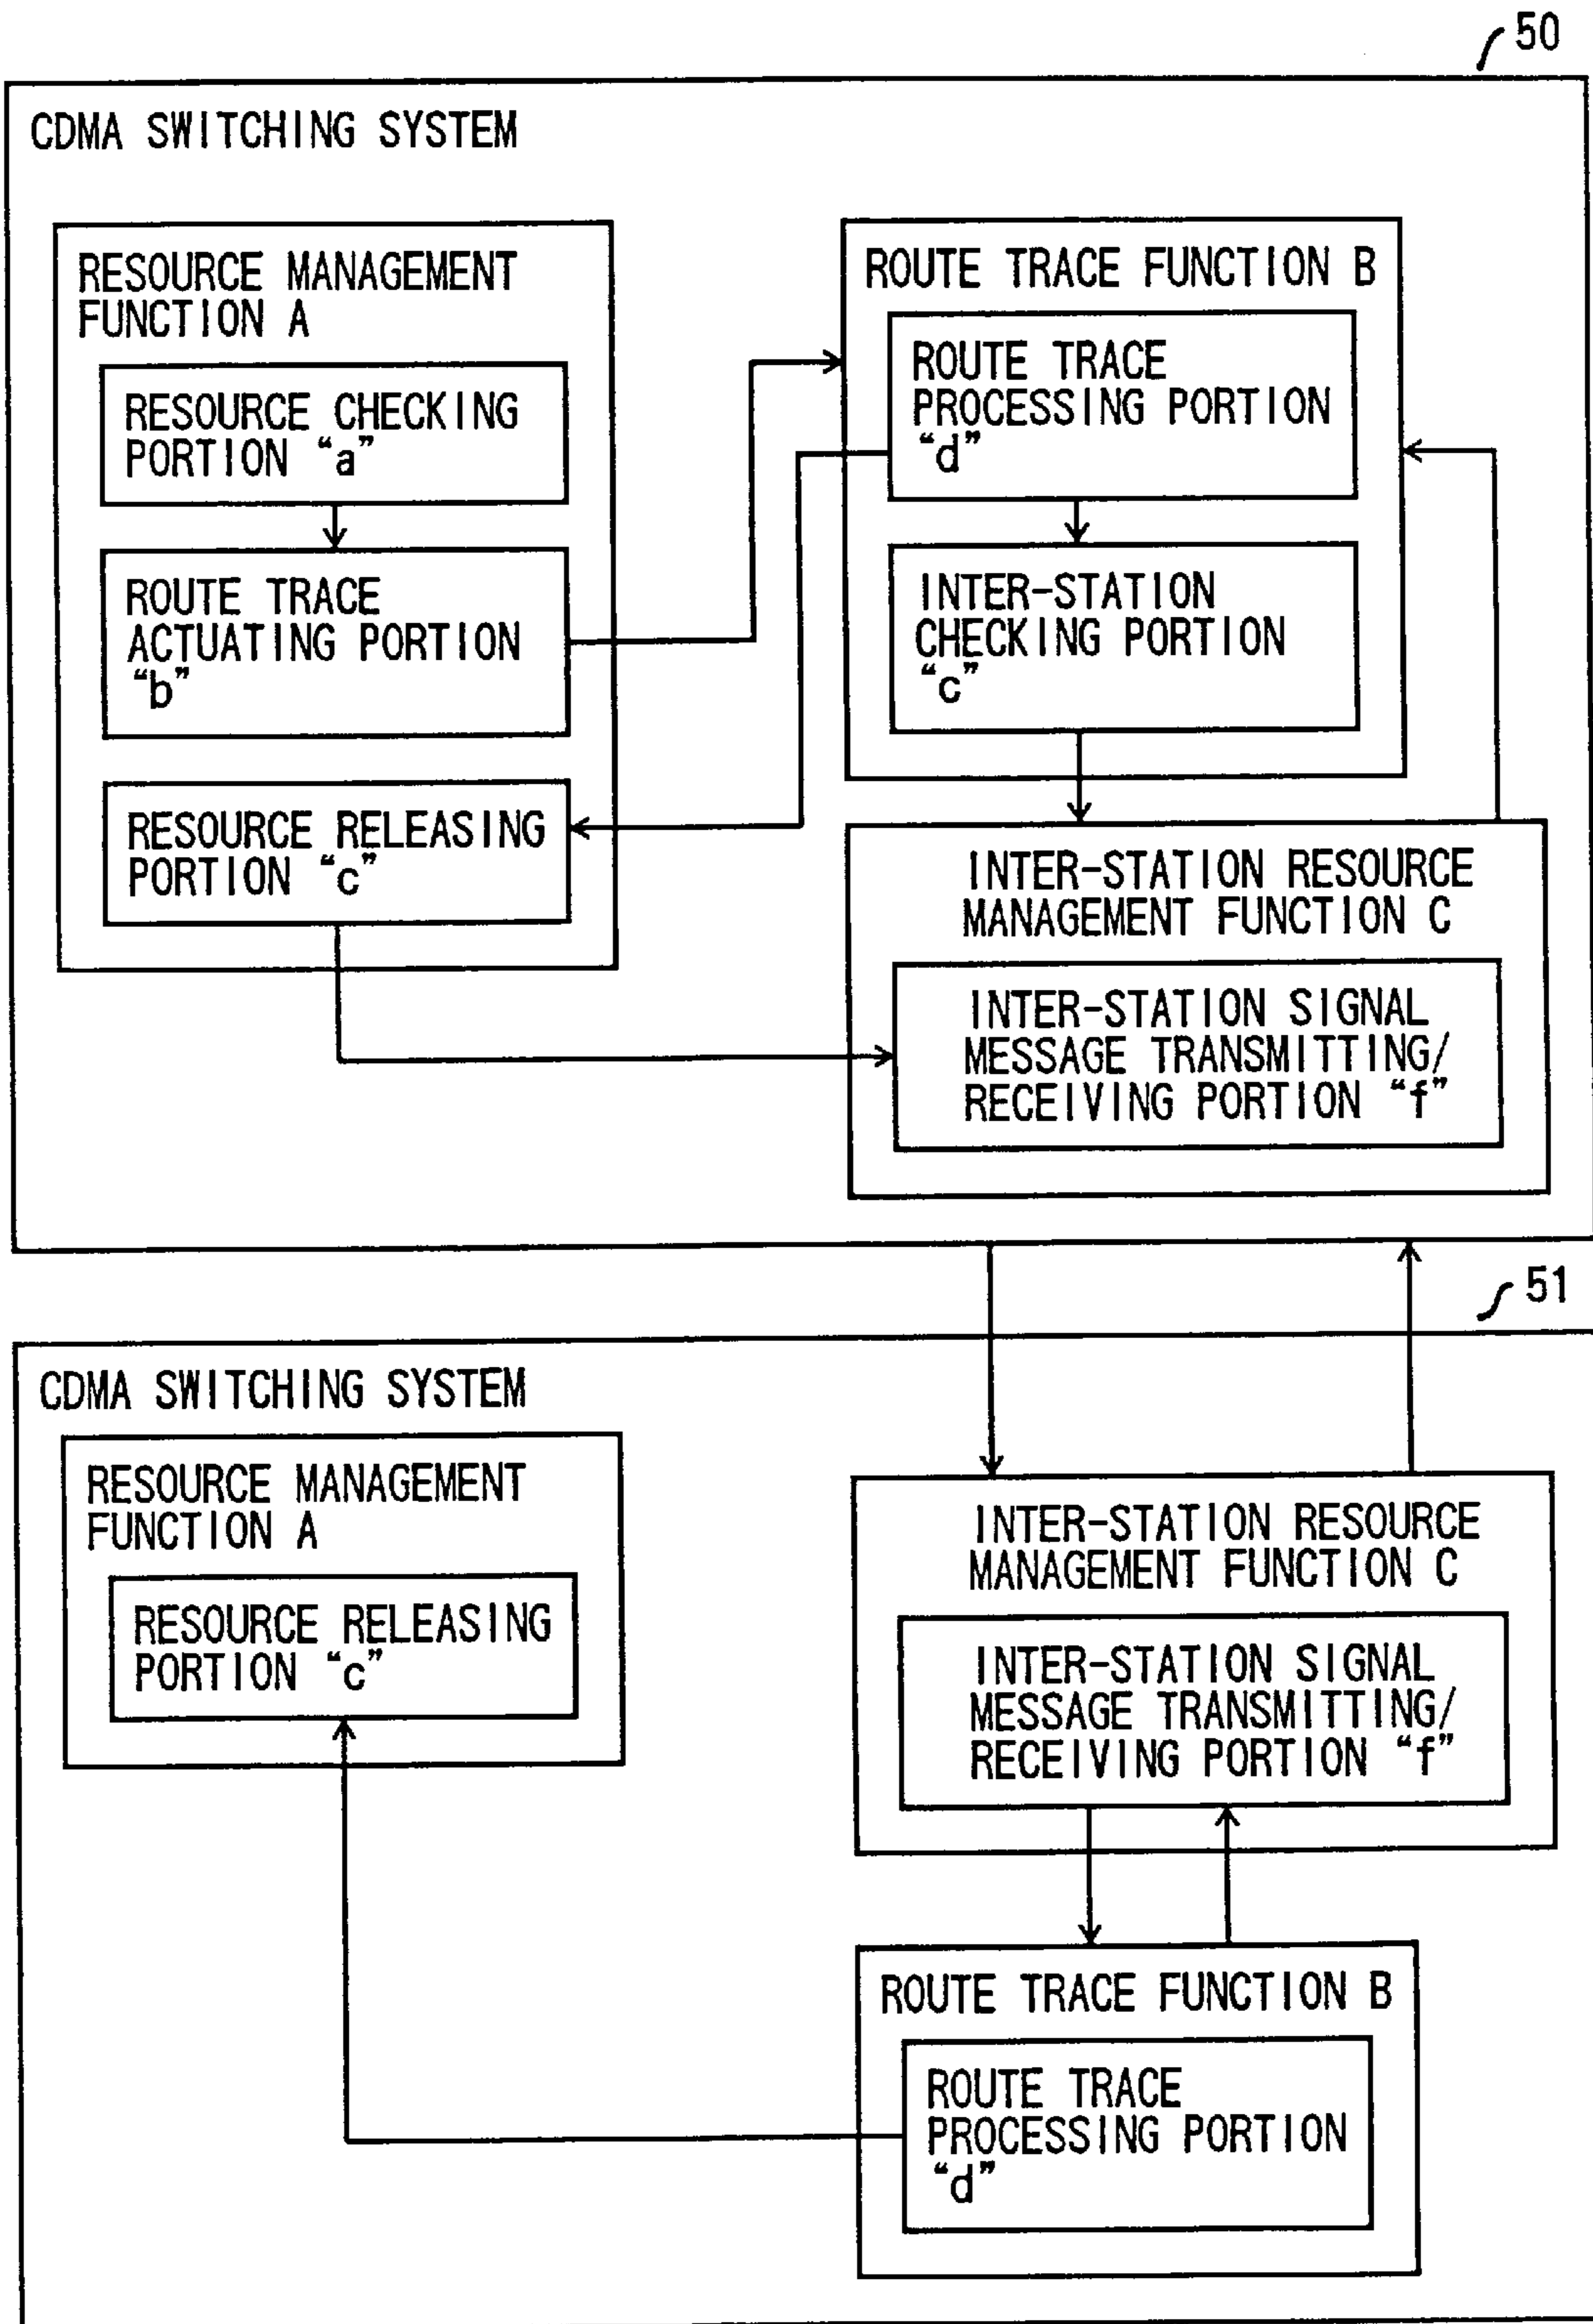 50
CDMA SWITCHING SYSTEM
RESOURCE MANAGEMENT
FUNCTION A
RESOURCE CHECKING
PORTION “a”
ROUTE TRACE
ACTUATING PORTION
“b”
RESOURCE RELEASING
PORTION “c”
ROUTE TRACE FUNCTION B
ROUTE TRACE
PROCESSING PORTION
“d”
INTER-STATION
CHECKING PORTION
“c”
INTER-STATION RESOURCE
MANAGEMENT FUNCTION C
INTER-STATION SIGNAL
MESSAGE TRANSMITTING/
RECEIVING PORTION “f”
51
CDMA SWITCHING SYSTEM
RESOURCE MANAGEMENT
FUNCTION A
RESOURCE RELEASING
PORTION “c”
INTER-STATION RESOURCE
MANAGEMENT FUNCTION C
INTER-STATION SIGNAL
MESSAGE TRANSMITTING/
RECEIVING PORTION “f”
ROUTE TRACE FUNCTION B
ROUTE TRACE
PROCESSING PORTION
“d”